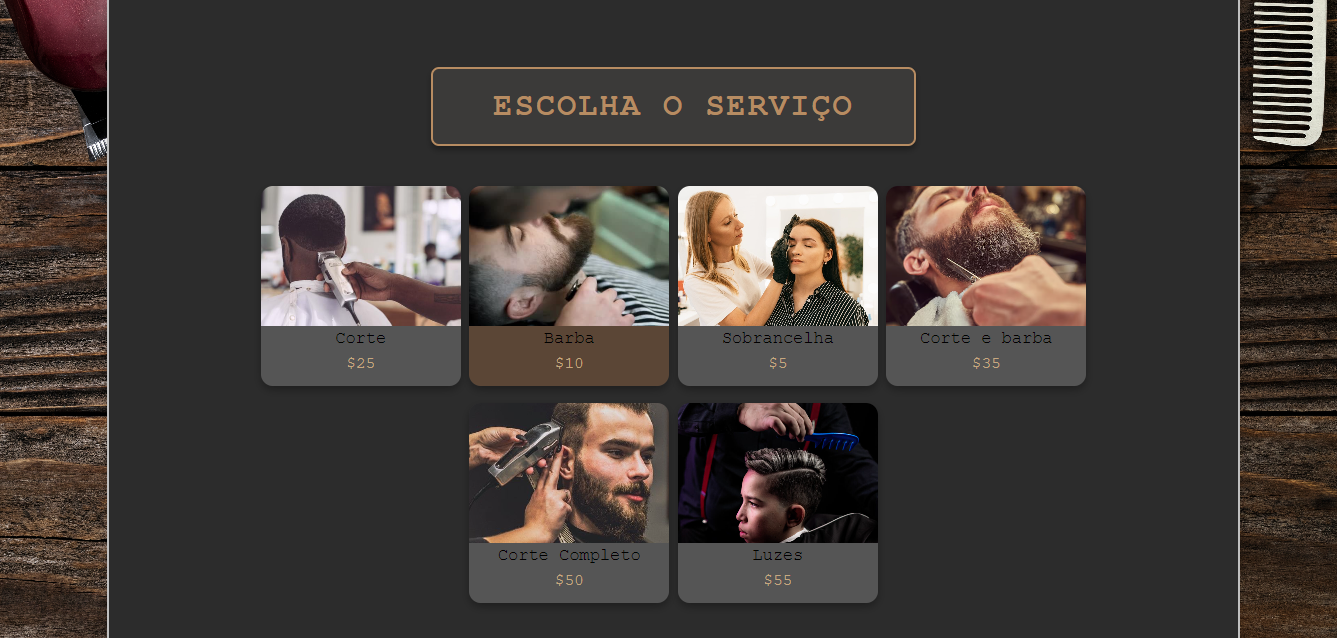 ESCOLHA O SERVIÇO
Corte
$25
Barba
$10
Sobrancelha
$5
Corte e barba
$35
Corte Completo
$50
Luzes
$55